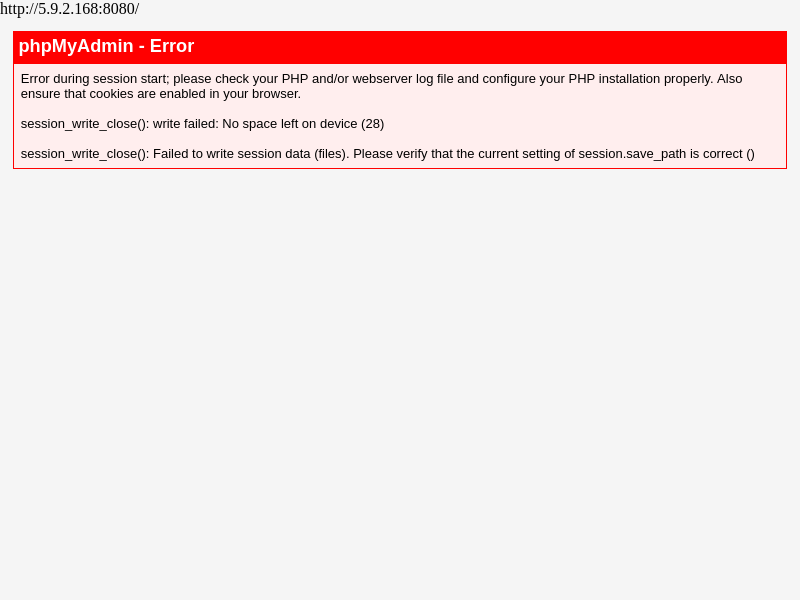 http://5.9.2.168:8080/
phpMyAdmin - Error
Error during session start; please check your PHP and/or webserver log file and configure your PHP installation properly. Also
ensure that cookies are enabled in your browser.
session_write_close(): write failed: No space left on device (28)
session_write_close(): Failed to write session data (files). Please verify that the current setting of session.save_path is correct ()